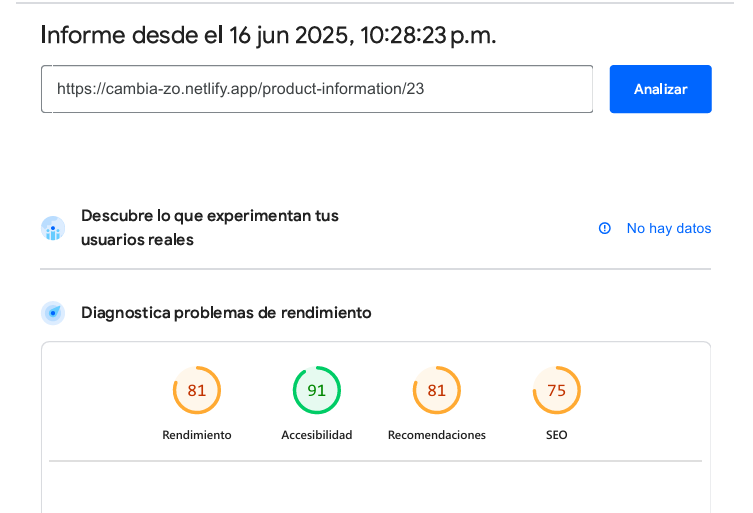 Informe desde el 16 jun 2025, 10:28:23 p.m.
https://cambia-zo.netlify.app/product-information/23
Analizar
Descubre lo que experimentan tus
usuarios reales
No hay datos
Diagnostica problemas de rendimiento
81
91
81
75
Rendimiento
Accesibilidad
Recomendaciones
SEO